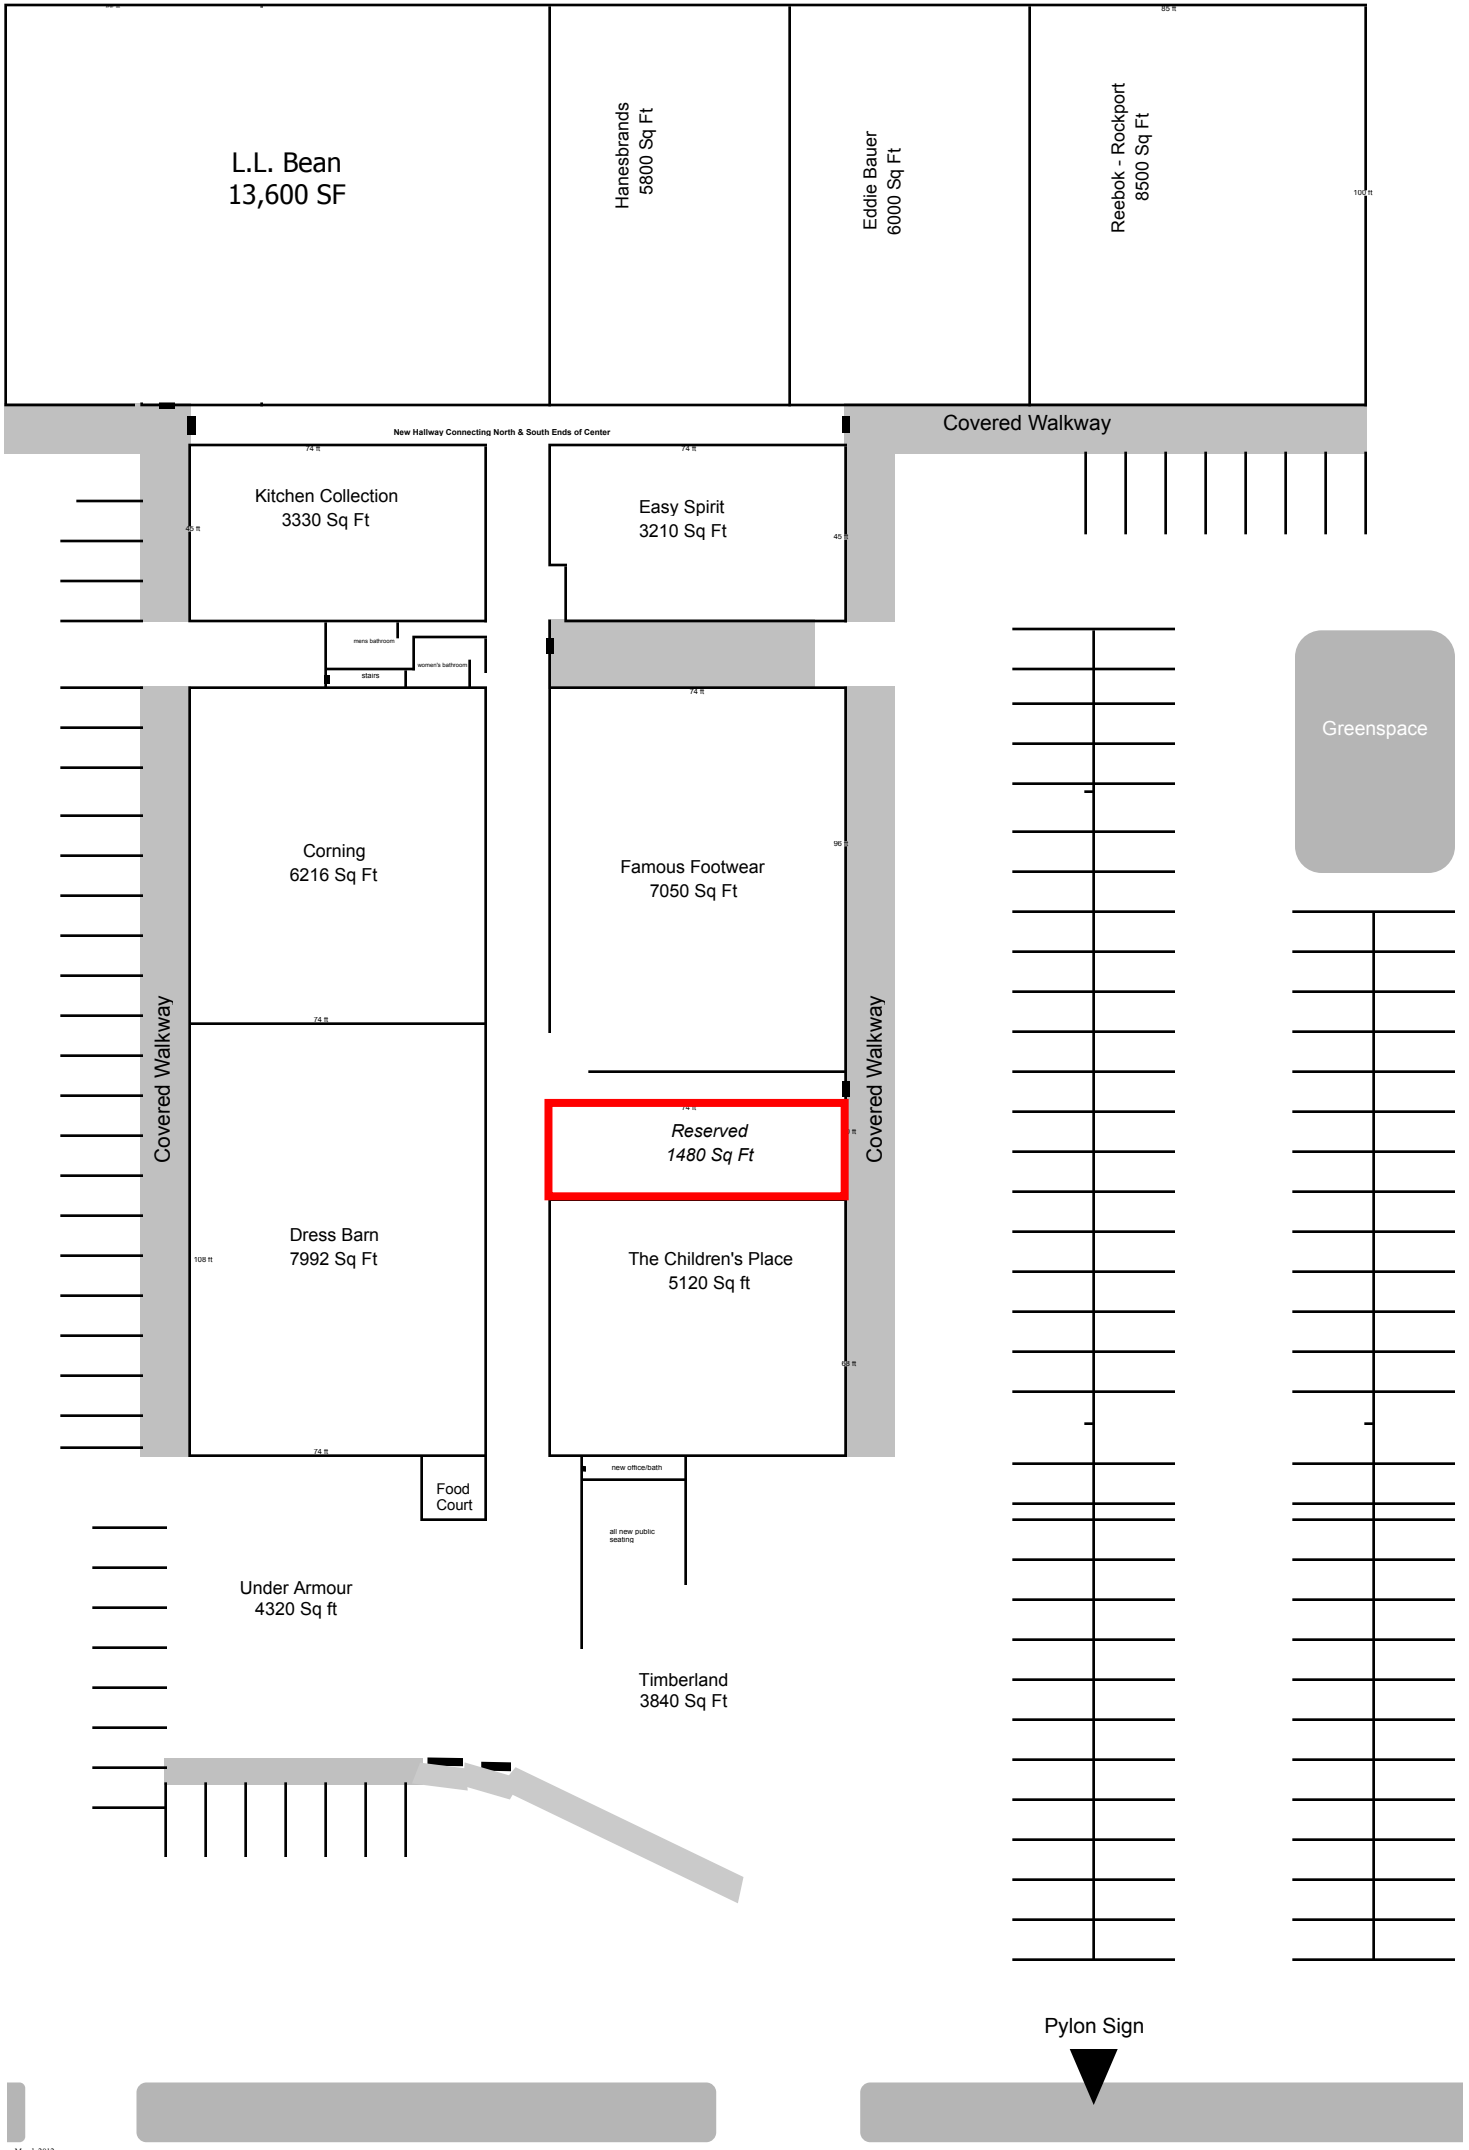 85 ft
L.L. Bean
13,600 SF
Hanesbrands
5800 Sq Ft
Eddie Bauer
6000 Sq Ft
Reebok - Rockport
8500 Sq Ft
100 ft
Covered Walkway
New Hallway Connecting North & South Ends of Center
74 ft
74 ft
Kitchen Collection
3330 Sq Ft
45 ft
Easy Spirit
3210 Sq Ft
45 ft
mens bathroom
women's bathroom
stairs
74 ft
Greenspace
Corning
6216 Sq Ft
Famous Footwear
7050 Sq Ft
96 ft
74 ft
Covered Walkway
Covered Walkway
74 ft
Reserved
1480 Sq Ft
Dress Barn
7992 Sq Ft
108 ft
The Children's Place
5120 Sq ft
68 ft
74 ft
Food
Court
new office/bath
all new public
seating
Under Armour
4320 Sq ft
Timberland
3840 Sq Ft
Pylon Sign